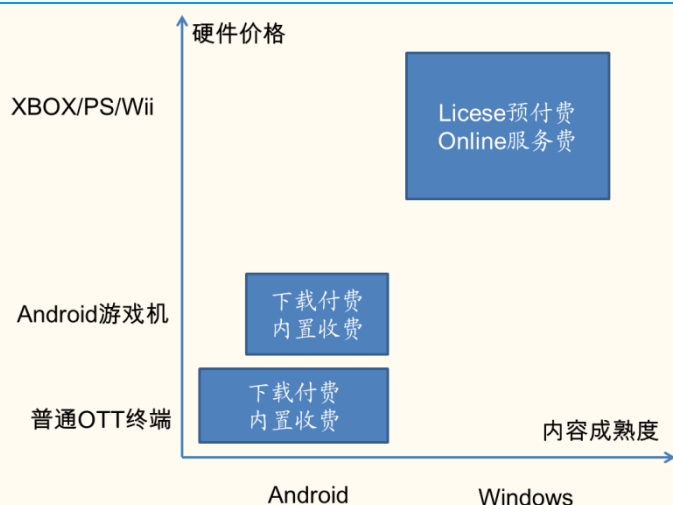 硬件价格
XBOX/PS/Wii
Licese预付费
Online服务费
Android游戏机
下载付费
内置收费
普通OTT终端
下载付费
内置收费
内容成熟度
Android
Windows